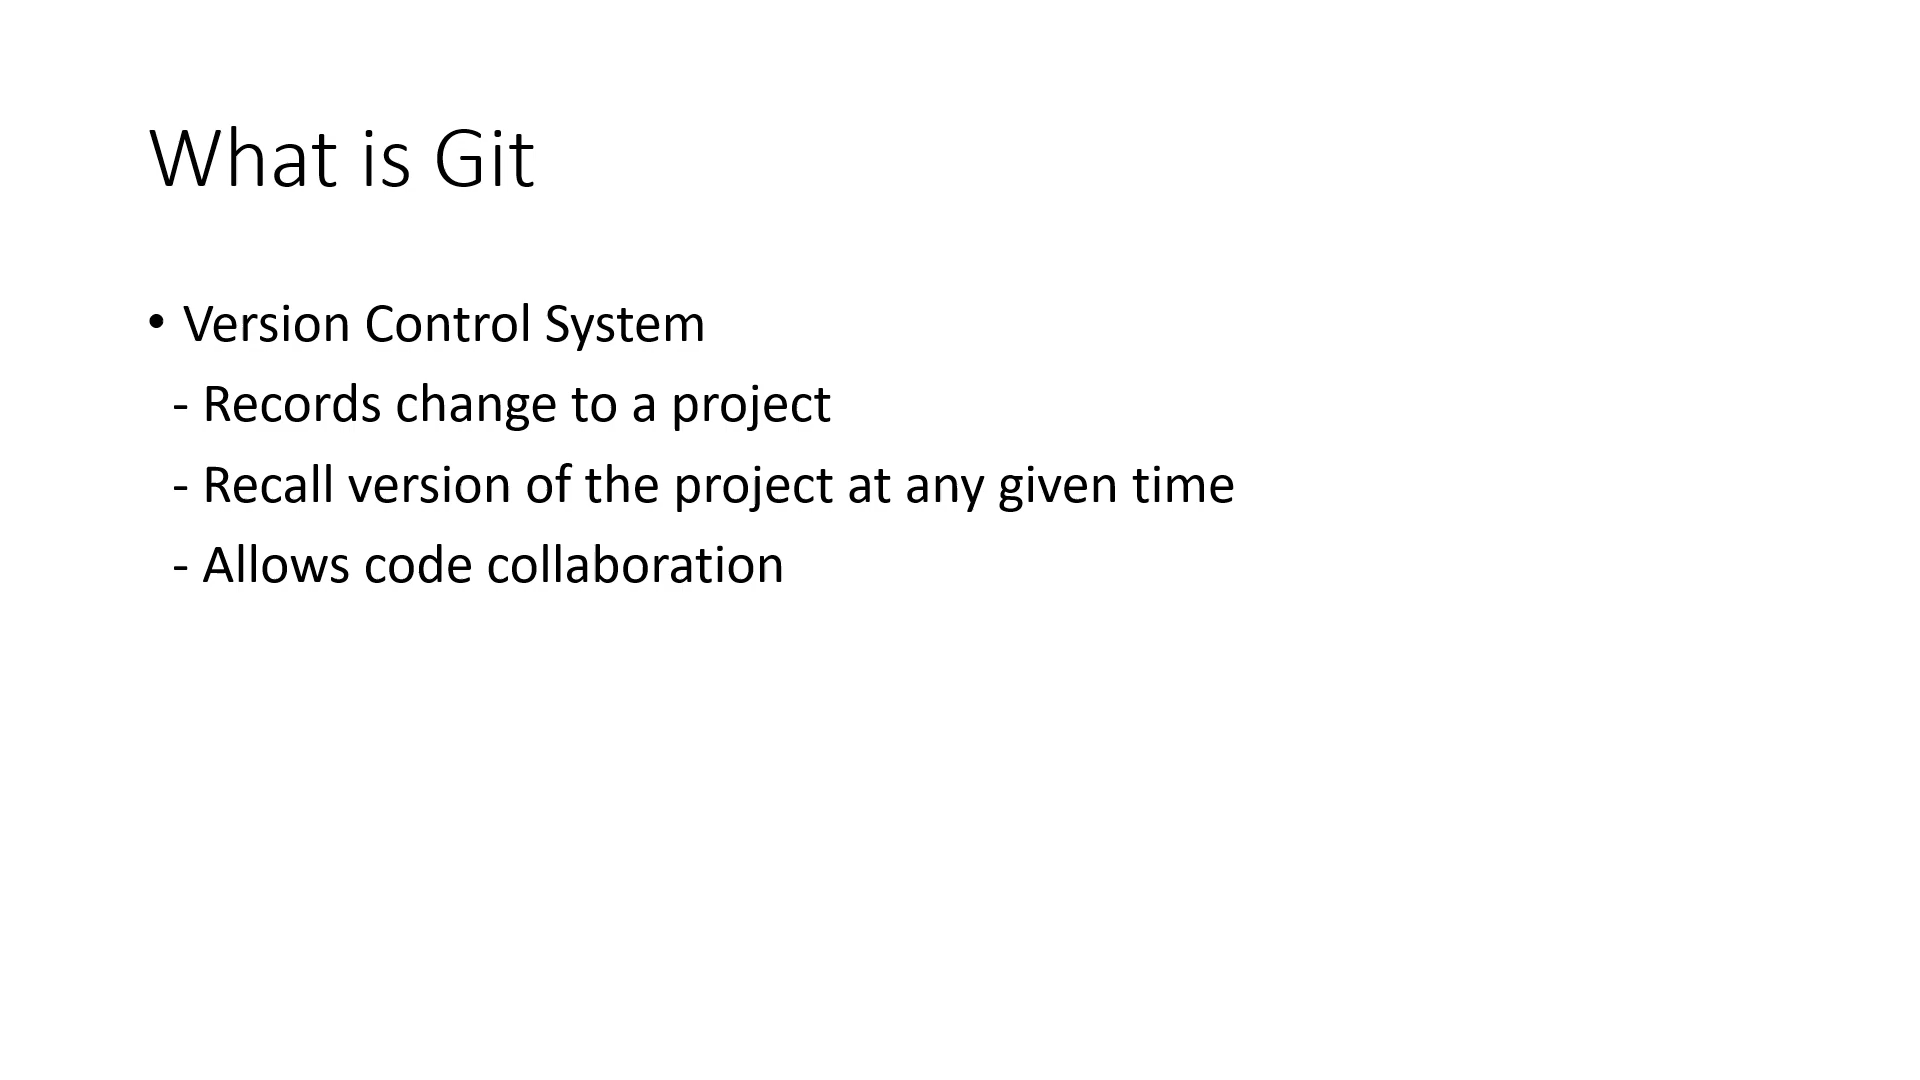 What is Git
• Version Control System
- Records change to a project
- Recall version of the project at any given time
- Allows code collaboration